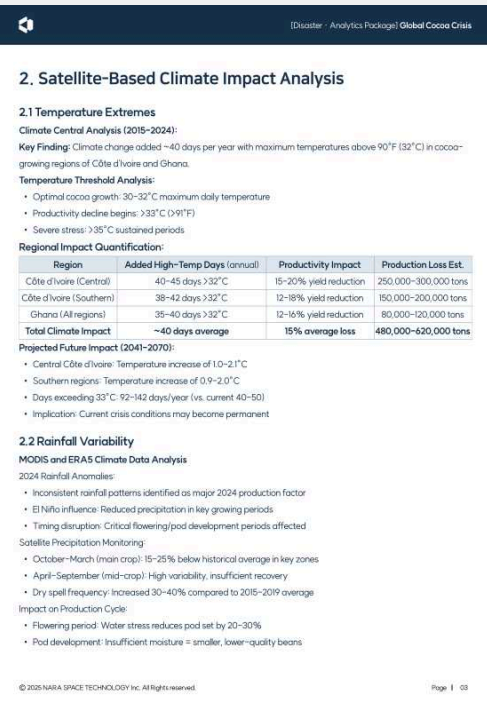 [Disaster · Analytics Package] Global Cocoa Crisis
2. Satellite-Based Climate Impact Analysis
2.1 Temperature Extremes
Climate Central Analysis (2015-2024):
Key Finding: Climate change added ~40 days per year with maximum temperatures above 90°F (32°C) in cocoa-
growing regions of Côte d'Ivoire and Ghana.
Temperature Threshold Analysis:
• Optimal cocoa growth: 30-32°C maximum daily temperature
• Productivity decline begins: >33°C (>91°F)
• Severe stress: >35°C sustained periods
Regional Impact Quantification:
Region Added High-Temp Days (annual) Productivity Impact Production Loss Est.
Côte d'Ivoire (Central) 40-45 days >32°C 15-20% yield reduction 250,000-300,000 tons
Côte d'Ivoire (Southern) 38-42 days >32°C 12-18% yield reduction 150,000-200,000 tons
Ghana (All regions) 35-40 days >32°C 12-16% yield reduction 80,000-120,000 tons
Total Climate Impact ~40 days average 15% average loss 480,000-620,000 tons
Projected Future Impact (2041-2070):
• Central Côte d'Ivoire: Temperature increase of 1.0-2.1°C
• Southern regions: Temperature increase of 0.9-2.0°C
• Days exceeding 33°C: 92-142 days/year (vs. current 40-50)
• Implication: Current crisis conditions may become permanent
2.2 Rainfall Variability
MODIS and ERA5 Climate Data Analysis
2024 Rainfall Anomalies:
• Inconsistent rainfall patterns identified as major 2024 production factor
• El Niño influence: Reduced precipitation in key growing periods
• Timing disruption: Critical flowering/pod development periods affected
Satellite Precipitation Monitoring:
• October-March (main crop): 15-25% below historical average in key zones
• April-September (mid-crop): High variability, insufficient recovery
• Dry spell frequency: Increased 30-40% compared to 2015-2019 average
Impact on Production Cycle:
• Flowering period: Water stress reduces pod set by 20-30%
• Pod development: Insufficient moisture = smaller, lower-quality beans
© 2025 NARA SPACE TECHNOLOGY Inc. All Rights reserved.
Page | 03